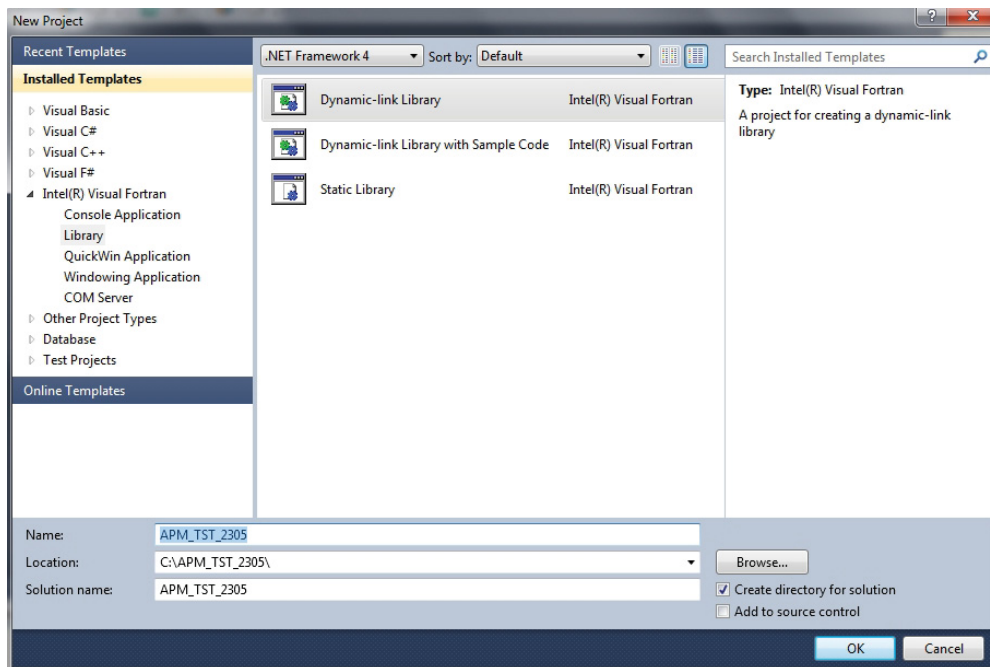 New Project
Recent Templates
Installed Templates
Visual Basic
Visual C#
Visual C++
Visual F#
Intel(R) Visual Fortran
Console Application
Library
QuickWin Application
Windowing Application
COM Server
Other Project Types
Database
Test Projects
Online Templates
.NET Framework 4 Sort by: Default
Dynamic-link Library Intel(R) Visual Fortran
Dynamic-link Library with Sample Code Intel(R) Visual Fortran
Static Library Intel(R) Visual Fortran
Search Installed Templates
Type: Intel(R) Visual Fortran
A project for creating a dynamic-link
library
Name: APM_TST_2305
Location: C:\APM_TST_2305\ Browse...
Solution name: APM_TST_2305 Create directory for solution
Add to source control
OK Cancel